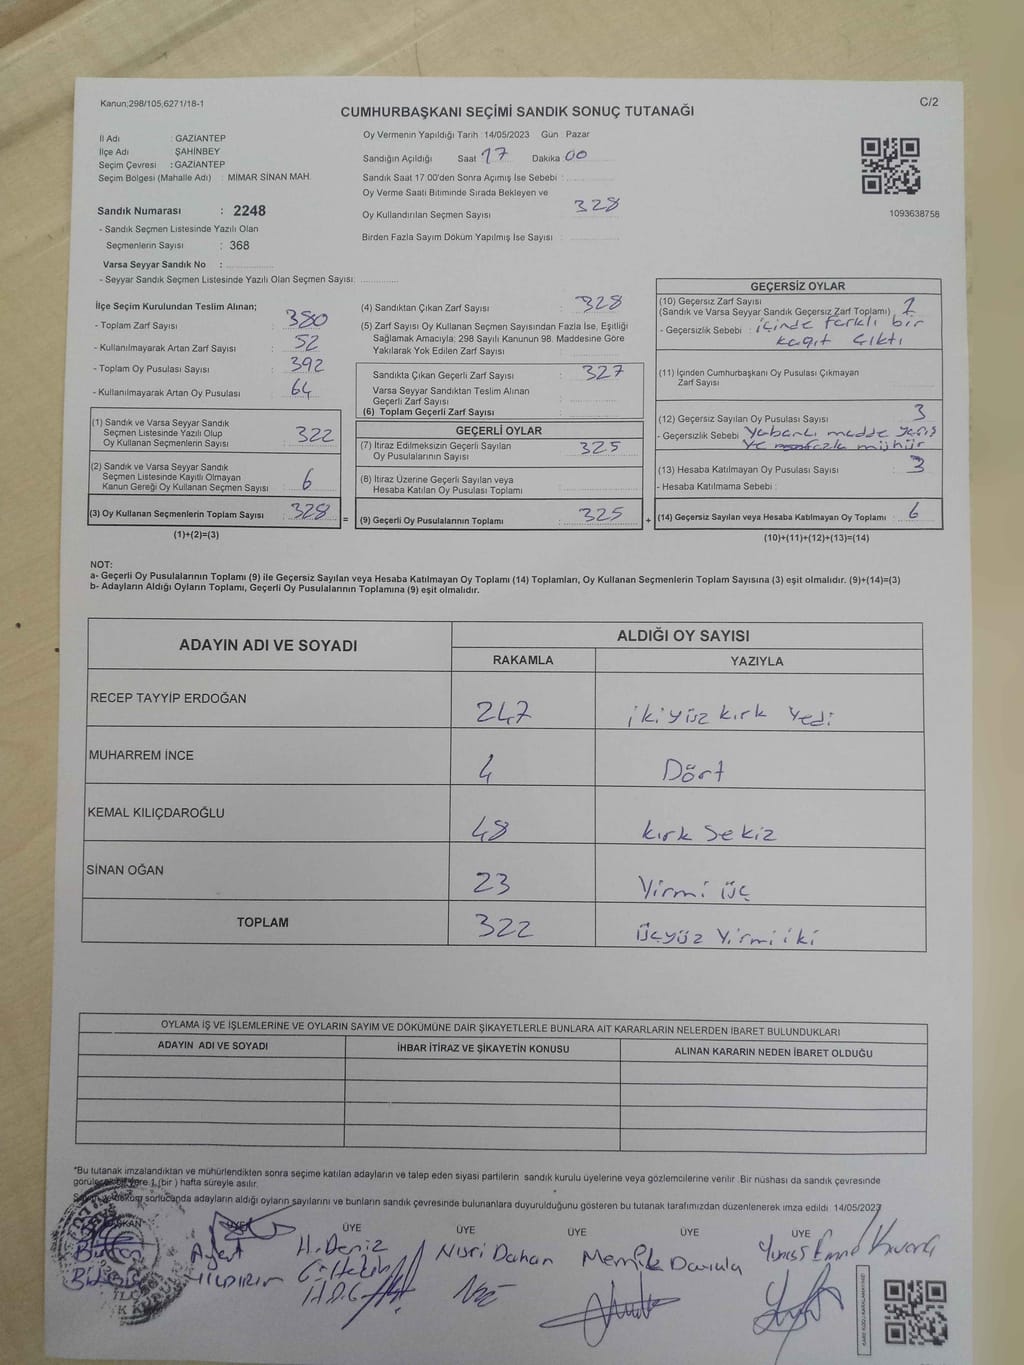 Kanun;298/105,6271/18-1
C/2
CUMHURBAŞKANI SEÇİMİ SANDIK SONUÇ TUTANAĞI
İl Adı : GAZİANTEP
İlçe Adı ŞAHİNBEY
Seçim Çevresi : GAZİANTEP
Seçim Bölgesi (Mahalle Adı) : MİMAR SİNAN MAH.
Sandık Numarası : 2248
- Sandık Seçmen Listesinde Yazılı Olan
Seçmenlerin Sayısı : 368
Varsa Seyyar Sandık No :
- Seyyar Sandık Seçmen Listesinde Yazılı Olan Seçmen Sayısı:
Oy Vermenin Yapıldığı Tarih :14/05/2023 Gün : Pazar
Sandığın Açıldığı Saat 17 Dakika 00
Sandık Saat 17.00'den Sonra Açımış İse Sebebi :
Oy Verme Saati Bitiminde Sırada Bekleyen ve
Oy Kullandırılan Seçmen Sayısı 328
Birden Fazla Sayım Döküm Yapılmış İse Sayısı :
1093638758
İlçe Seçim Kurulundan Teslim Alınan;
- Toplam Zarf Sayısı : 380
- Kullanılmayarak Artan Zarf Sayısı : 52
- Toplam Oy Pusulası Sayısı : 392
- Kullanılmayarak Artan Oy Pusulası : 64
(1) Sandık ve Varsa Seyyar Sandık
Seçmen Listesinde Yazılı Olup
Oy Kullanan Seçmenlerin Sayısı : 322
(2) Sandık ve Varsa Seyyar Sandık
Seçmen Listesinde Kayıtlı Olmayan
Kanun Gereği Oy Kullanan Seçmen Sayısı : 6
(3) Oy Kullanan Seçmenlerin Toplam Sayısı : 328 =
(1)+(2)=(3)
(4) Sandıktan Çıkan Zarf Sayısı : 328
(5) Zarf Sayısı Oy Kullanan Seçmen Sayısından Fazla İse, Eşitliği
Sağlamak Amacıyla; 298 Sayılı Kanunun 98. Maddesine Göre
Yakılarak Yok Edilen Zarf Sayısı :
Sandıkta Çıkan Geçerli Zarf Sayısı : 327
Varsa Seyyar Sandıktan Teslim Alınan
Geçerli Zarf Sayısı :
(6) Toplam Geçerli Zarf Sayısı :
GEÇERLİ OYLAR
(7) İtiraz Edilmeksizin Geçerli Sayılan
Oy Pusulalarının Sayısı : 325
(8) İtiraz Üzerine Geçerli Sayılan veya
Hesaba Katılan Oy Pusulası Toplamı :
(9) Geçerli Oy Pusulalarının Toplamı : 325 +
GEÇERSİZ OYLAR
(10) Geçersiz Zarf Sayısı
(Sandık ve Varsa Seyyar Sandık Geçersiz Zarf Toplamı) : 1
- Geçersizlik Sebebi : içinde farklı bir
kağıt çıktı
(11) İçinden Cumhurbaşkanı Oy Pusulası Çıkmayan
Zarf Sayısı
(12) Geçersiz Sayılan Oy Pusulası Sayısı : 3
- Geçersizlik Sebebi Yabancı madde
ve fazla mühür
(13) Hesaba Katılmayan Oy Pusulası Sayısı : 3
- Hesaba Katılmama Sebebi :
(14) Geçersiz Sayılan veya Hesaba Katılmayan Oy Toplamı : 6
(10)+(11)+(12)+(13)=(14)
NOT:
a- Geçerli Oy Pusulalarının Toplamı (9) ile Geçersiz Sayılan veya Hesaba Katılmayan Oy Toplamı (14) Toplamları, Oy Kullanan Seçmenlerin Toplam Sayısına (3) eşit olmalıdır. (9)+(14)=(3)
b- Adayların Aldığı Oyların Toplamı, Geçerli Oy Pusulalarının Toplamına (9) eşit olmalıdır.
ADAYIN ADI VE SOYADI
ALDIĞI OY SAYISI
RAKAMLA YAZIYLA
RECEP TAYYİP ERDOĞAN 247 ikiyüz kırk yedi
MUHARREM İNCE 4 Dört
KEMAL KILIÇDAROĞLU 48 kırk sekiz
SİNAN OĞAN 23 Yirmi üç
TOPLAM 322 üçyüz Yirmi iki
OYLAMA İŞ VE İŞLEMLERİNE VE OYLARIN SAYIM VE DÖKÜMÜNE DAİR ŞİKAYETLERLE BUNLARA AİT KARARLARIN NELERDEN İBARET BULUNDUKLARI
ADAYIN ADI VE SOYADI İHBAR İTİRAZ VE ŞİKAYETİN KONUSU ALINAN KARARIN NEDEN İBARET OLDUĞU
*Bu tutanak imzalandıktan ve mühürlendikten sonra seçime katılan adayların ve talep eden siyasi partilerin sandık kurulu üyelerine veya gözlemcilerine verilir .Bir nüshası da sandık çevresinde
1 (bir ) hafta süreyle asılır.
sonucunda adayların aldığı oyların sayılarını ve bunların sandık çevresinde bulunanlara duyurulduğunu gösteren bu tutanak tarafımızdan düzenlenerek imza edildi 14/05/2023
BAŞKAN ÜYE ÜYE ÜYE ÜYE ÜYE
YILDIRIM H. Deniz Nuri Dahan Yunus Emre